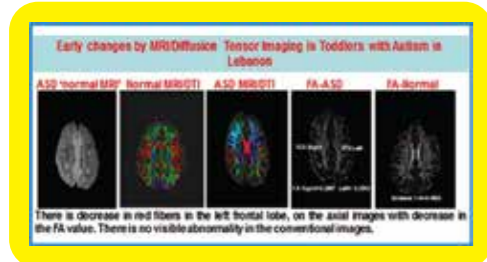 Early changes by MRI/Diffusion Tensor Imaging in Toddlers with Autism in
Lebanon
ASD 'normal MRI' Normal MRI/DTI ASD MRI/DTI FA-ASD FA-Normal
There is decrease in red fibers in the left frontal lobe, on the axial images with decrease in
the FA value. There is no visible abnormality in the conventional images.